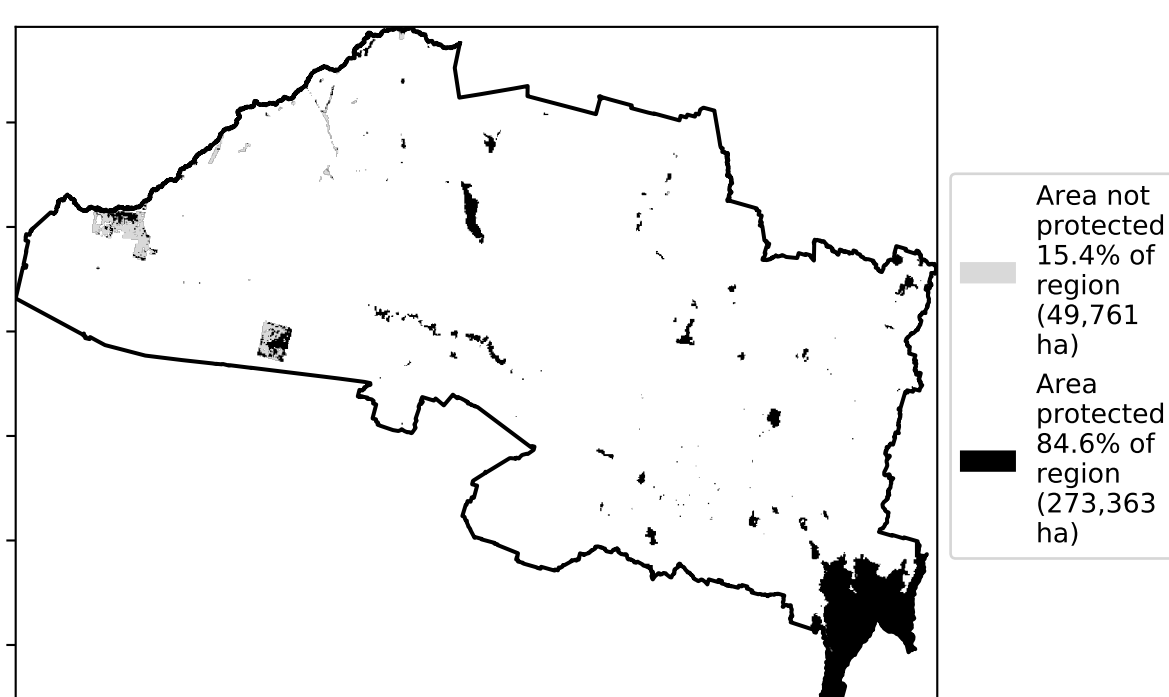 Area not
protected
15.4% of
region
(49,761
ha)
Area
protected
84.6% of
region
(273,363
ha)